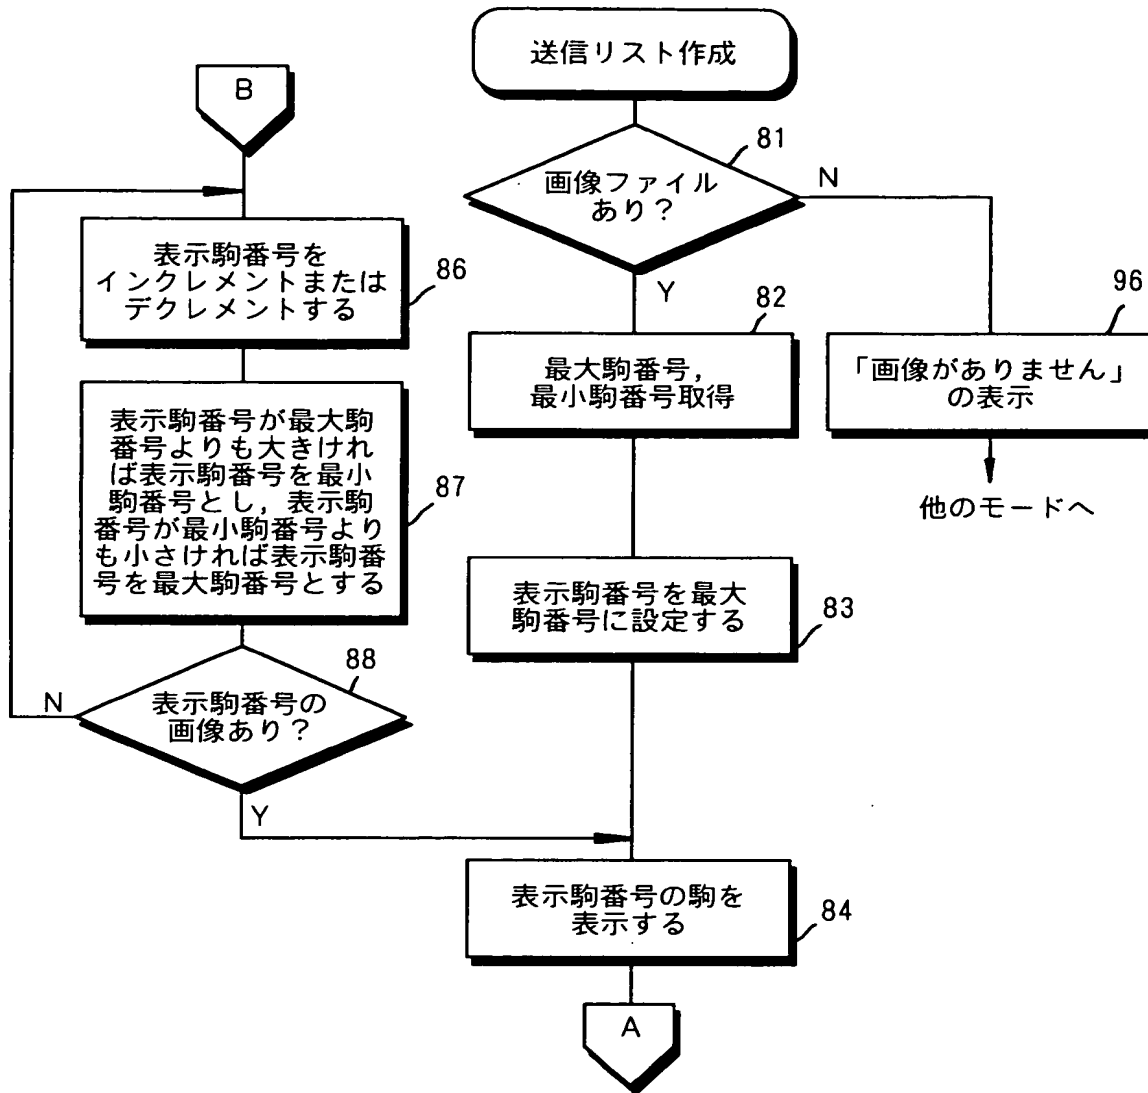 送信リスト作成
B
81
画像ファイル
あり?
N
Y
表示駒番号を
インクレメントまたは
デクレメントする
86
82
最大駒番号,
最小駒番号取得
96
「画像がありません」
の表示
他のモードへ
表示駒番号が最大駒
番号よりも大きけれ
ば表示駒番号を最小
駒番号とし,表示駒
番号が最小駒番号より
も小さければ表示駒番
号を最大駒番号とする
87
表示駒番号を最大
駒番号に設定する
83
88
表示駒番号の
画像あり?
N
Y
表示駒番号の駒を
表示する
84
A